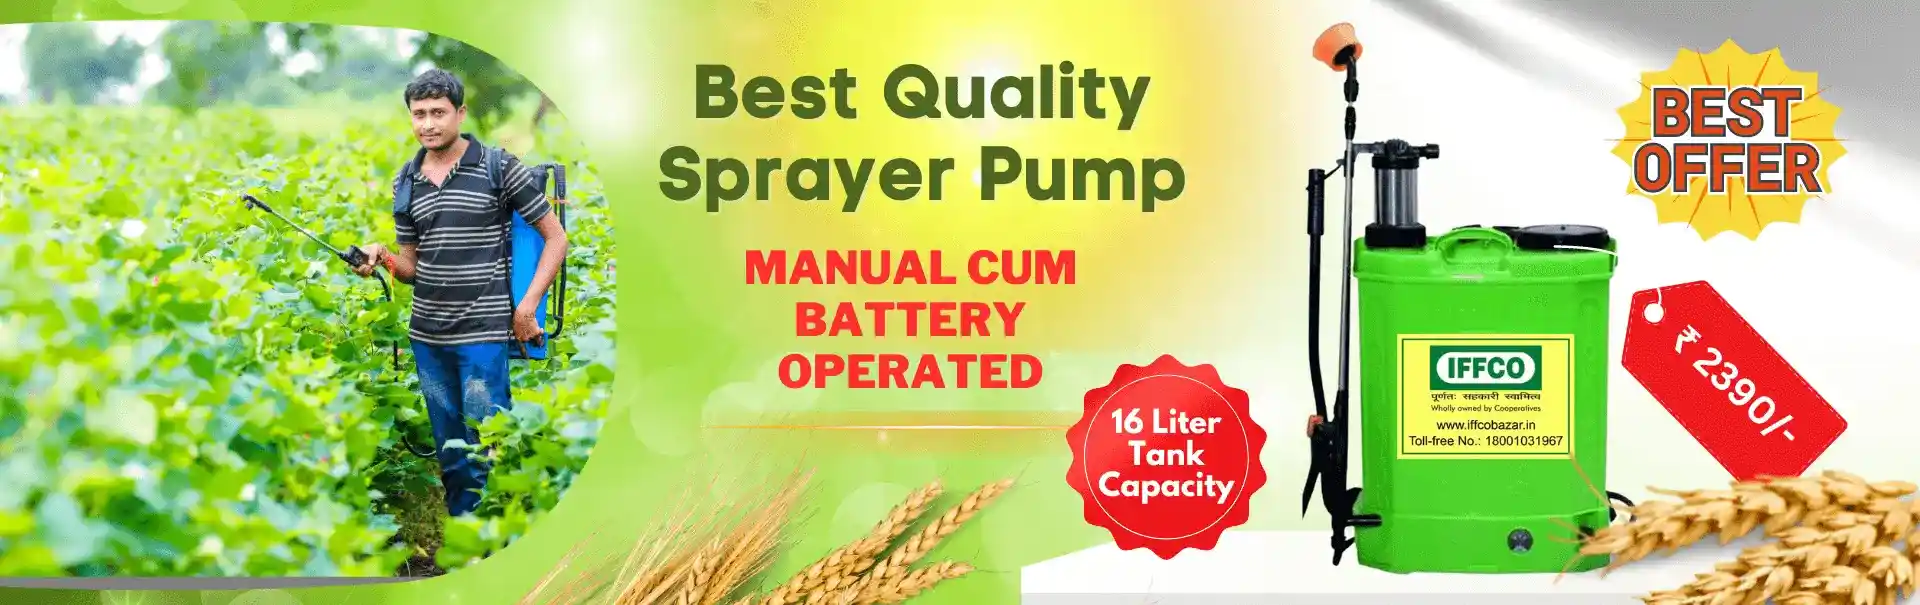 Best Quality
Sprayer Pump
MANUAL CUM
BATTERY
OPERATED
16 Liter
Tank
Capacity
IFFCO
पूर्णतः सहकारी स्वामित्व
Wholly owned by Cooperatives
www.iffcobazar.in
Toll-free No.: 18001031967
BEST
OFFER
₹ 2390/-